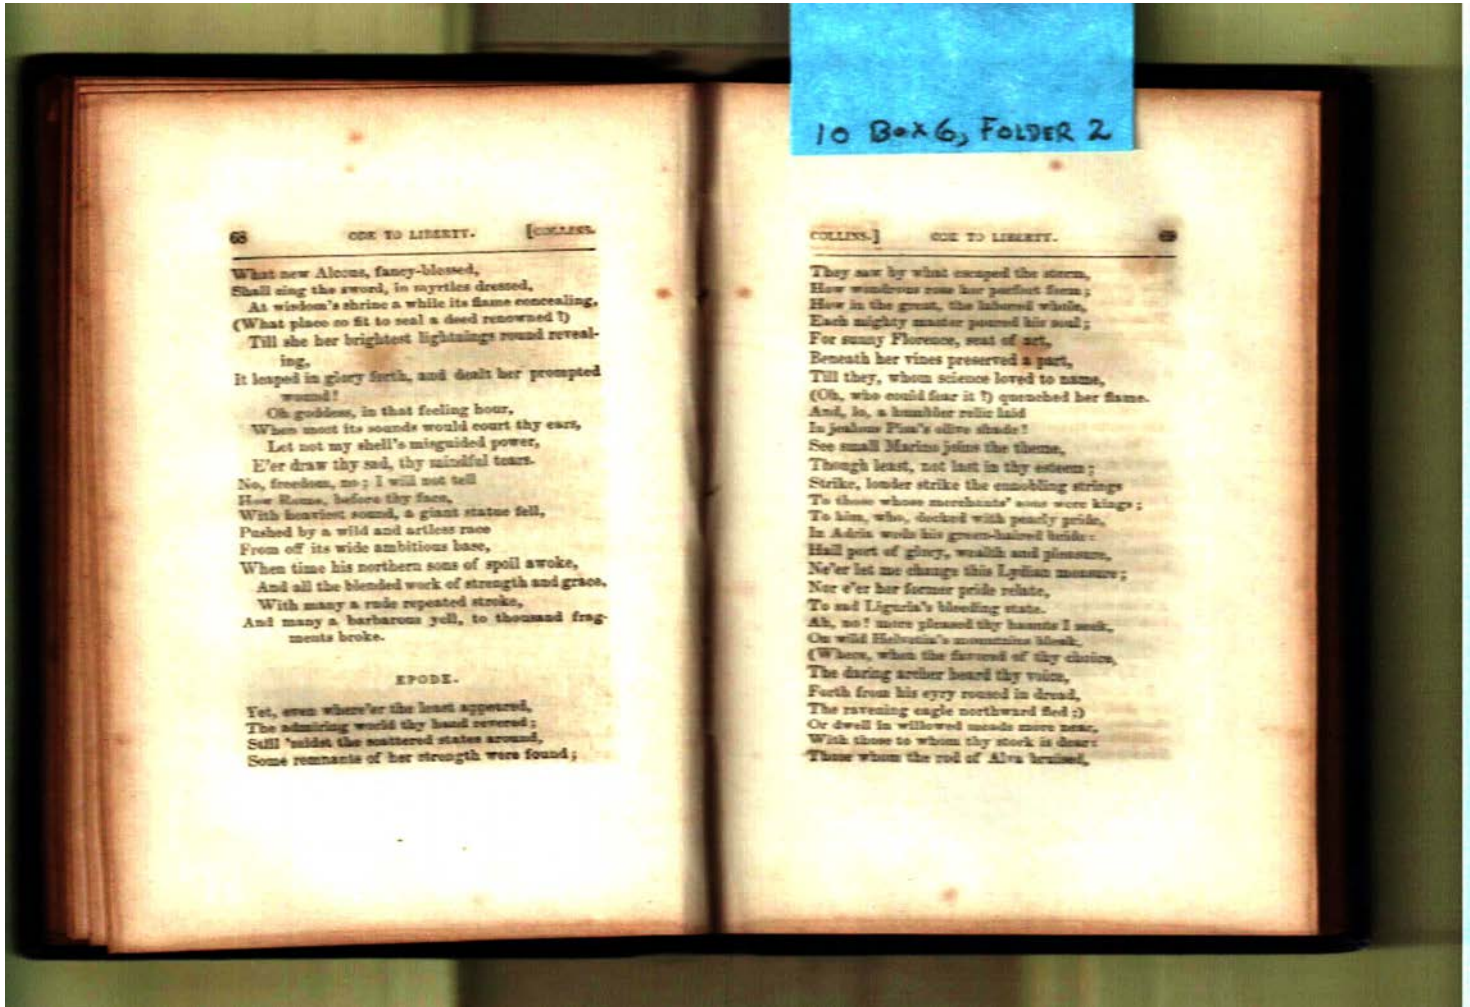 10 BOX 6, FOLDER 2
68 ODE TO LIBERTY. [COLLINS.
What new Alcæus, fancy-blessed,
Shall sing the sword, in myrtles dressed,
At wisdom's shrine a while its flame concealing,
(What place so fit to seal a deed renowned?)
Till she her brightest lightnings round reveal-
ing,
It leaped in glory forth, and dealt her prompted
wound!
Oh goddess, in that feeling hour,
When most its sounds would court thy ears,
Let not my shell's misguided power,
E'er draw thy sad, thy mindful tears.
No, freedom, no; I will not tell
How Rome, before thy face,
With heaviest sound, a giant statue fell,
Pushed by a wild and artless race
From off its wide ambitious base,
When time his northern sons of spoil awoke,
And all the blended work of strength and grace,
With many a rude repeated stroke,
And many a barbarous yell, to thousand frag-
ments broke.
EPODE.
Yet, even where'er the least appeared,
The admiring world thy hand revered;
Still 'midst the scattered states around,
Some remnants of her strength were found;
COLLINS.] ODE TO LIBERTY. 69
They saw by what escaped the storm,
How wondrous rose her perfect form;
How in the great, the labored whole,
Each mighty master poured his soul;
For sunny Florence, seat of art,
Beneath her vines preserved a part,
Till they, whom science loved to name,
(Oh, who could fear it?) quenched her flame.
And, lo, a humbler relic laid
In jealous Pisa's olive shade!
See small Marino joins the theme,
Though least, not last in thy esteem;
Strike, louder strike the ennobling strings
To those whose merchants' sons were kings;
To him, who, decked with pearly pride,
In Adria weds his green-haired bride:
Hail port of glory, wealth and pleasure,
Ne'er let me change this Lydian measure;
Nor e'er her former pride relate,
To sad Liguria's bleeding state.
Ah, no! more pleased thy haunts I seek,
On wild Helvetia's mountains bleak,
(Where, when the favored of thy choice,
The daring archer heard thy voice,
Forth from his eyry roused in dread,
The ravening eagle northward fled;)
Or dwell in willowed meads more near,
With those to whom thy stork is dear:
Those whom the rod of Alva bruised,